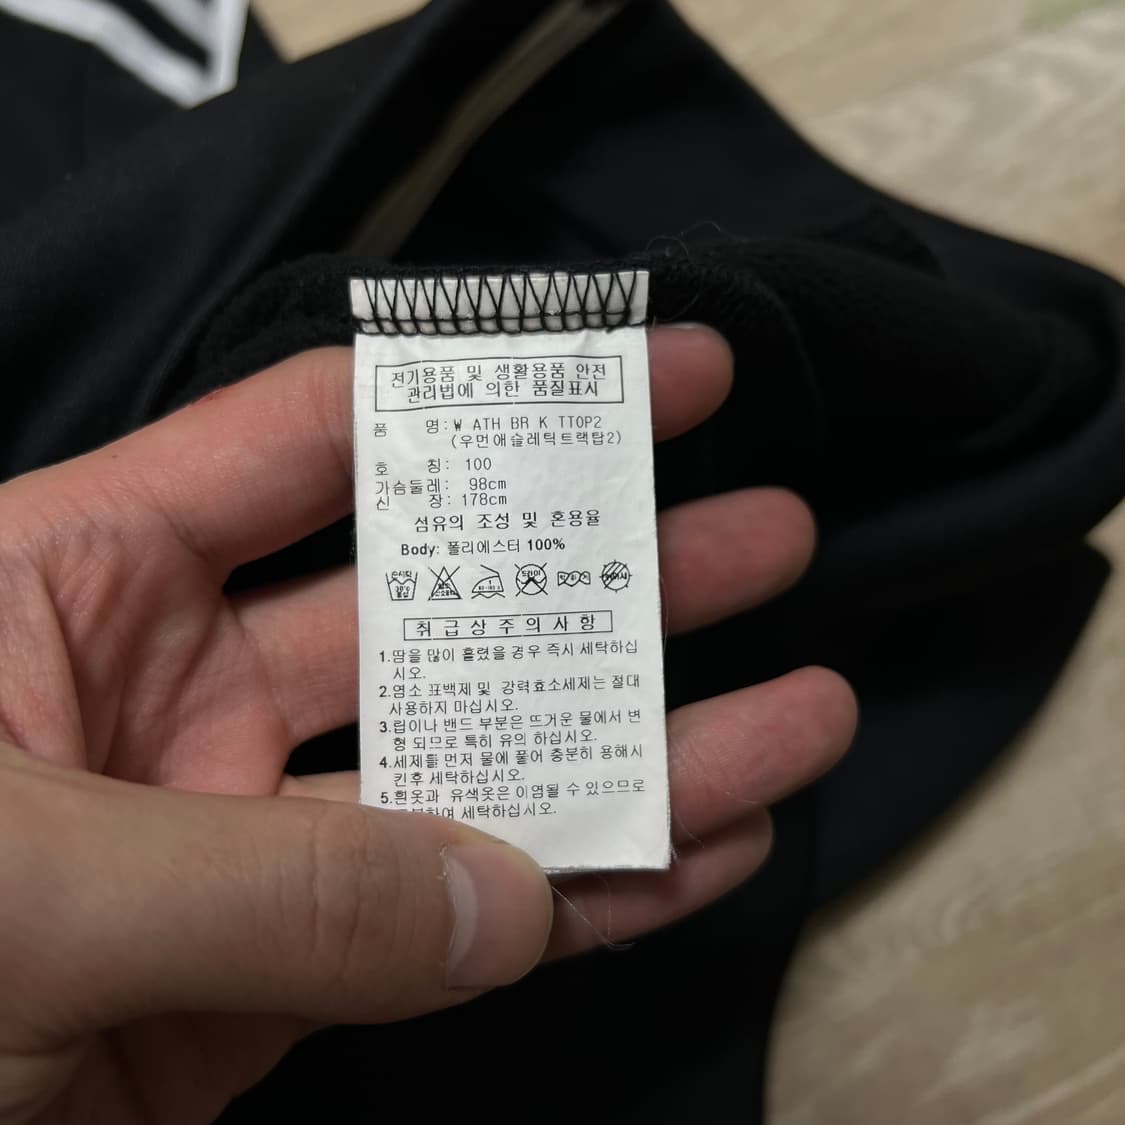 전기용품 및 생활용품 안전
관리법에 의한 품질표시
품 명: W ATH BR K TTOP2
(우먼애슬레틱트랙탑2)
호 칭: 100
가슴둘레: 98cm
신 장: 178cm
섬유의 조성 및 혼용율
Body: 폴리에스터 100%
30℃
드라이
취급상주의사항
1.땀을 많이 흘렸을 경우 즉시 세탁하십
시오.
2.염소 표백제 및 강력효소세제는 절대
사용하지 마십시오.
3.립이나 밴드 부분은 뜨거운 물에서 변
형 되므로 특히 유의 하십시오.
4.세제를 먼저 물에 풀어 충분히 용해시
킨후 세탁하십시오.
5.흰옷과 유색옷은 이염될 수 있으므로
세탁하십시오.